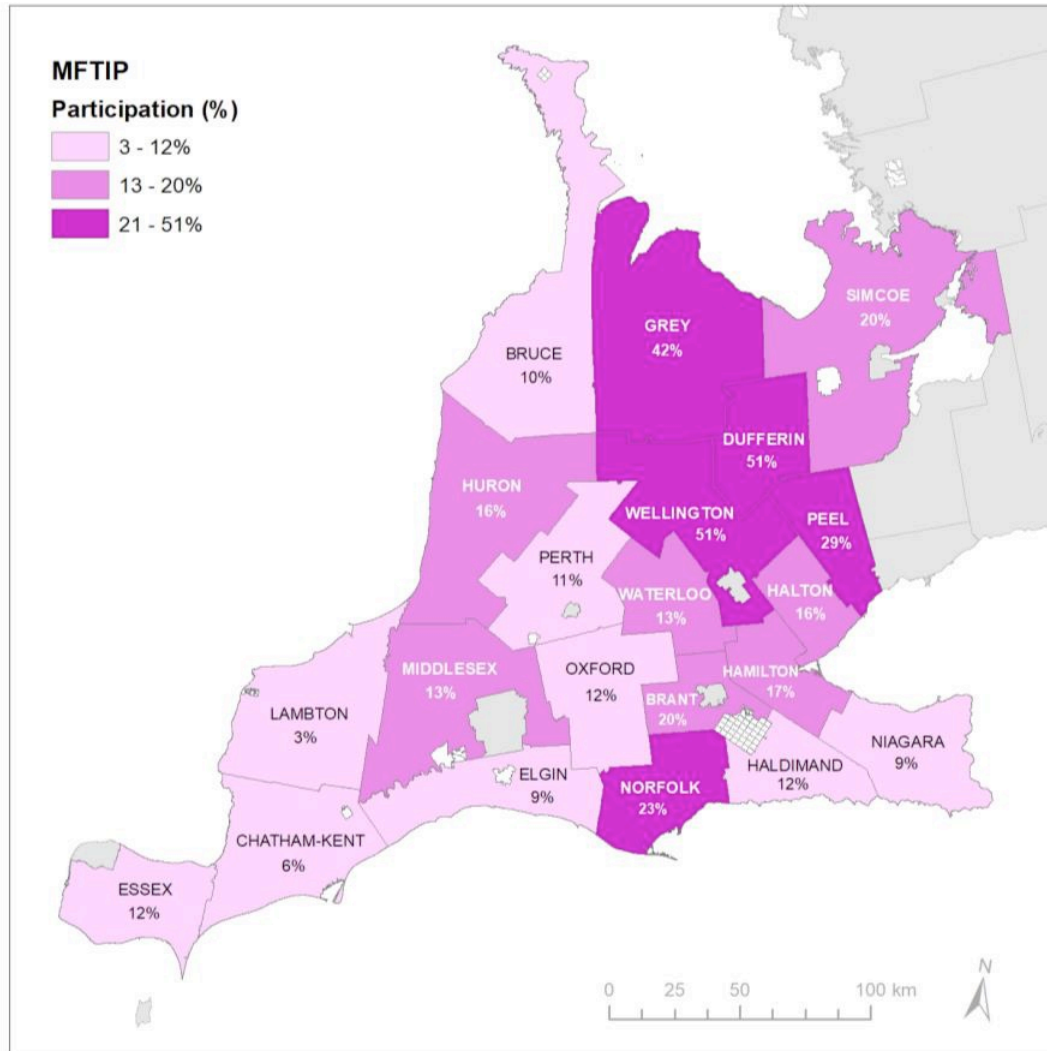 MFTIP
Participation (%)
3 - 12%
13 - 20%
21 - 51%
SIMCOE
20%
GREY
42%
BRUCE
10%
DUFFERIN
51%
HURON
16%
WELLINGTON
51%
PEEL
29%
PERTH
11%
WATERLOO
13%
HALTON
16%
MIDDLESEX
13%
OXFORD
12%
HAMILTON
17%
BRANT
20%
LAMBTON
3%
NIAGARA
9%
HALDIMAND
12%
ELGIN
9%
NORFOLK
23%
CHATHAM-KENT
6%
ESSEX
12%
N
0 25 50 100 km